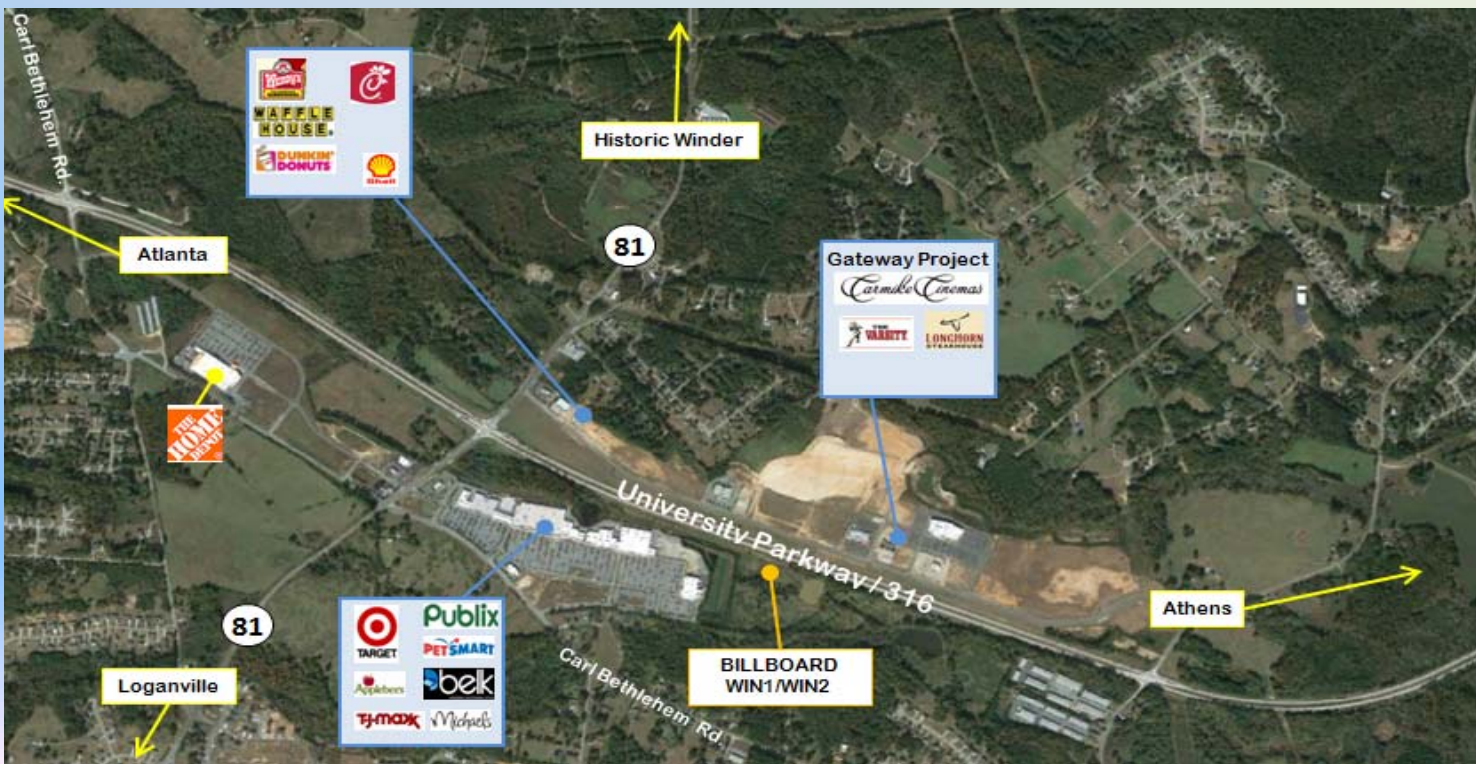 Carl Bethlehem Rd.
WENDY'S
WAFFLE
HOUSE
DUNKIN'
DONUTS
Shell
Historic Winder
81
Atlanta
Gateway Project
Carmike Cinemas
THE
VARSITY
LONGHORN
STEAKHOUSE
THE
HOME
DEPOT
University Parkway / 316
TARGET
Publix
PETSMART
Applebee's
belk
T.J.maxx
Michaels
81
Loganville
Carl Bethlehem Rd.
BILLBOARD
WIN1/WIN2
Athens